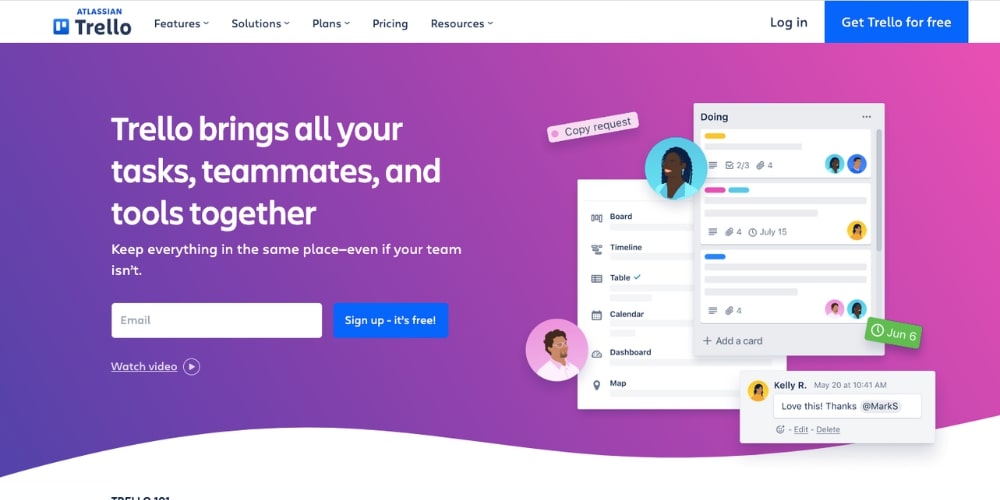 ATLASSIAN
Trello
Features
Solutions
Plans
Pricing
Resources
Log in
Get Trello for free
Trello brings all your
tasks, teammates, and
tools together
Keep everything in the same place—even if your team
isn't.
Email
Sign up - it's free!
Watch video
Copy request
Board
Timeline
Table
Calendar
Dashboard
Map
Doing
2/3 4
4 July 15
4
+ Add a card
Jun 6
Kelly R. May 20 at 10:41 AM
Love this! Thanks @MarkS
- Edit - Delete
TRELLO 101